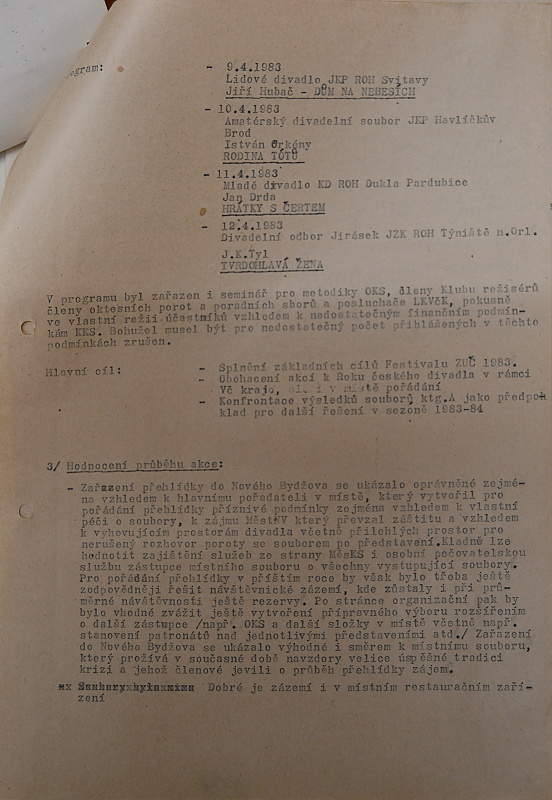 ogram:
- 9.4.1983
Lidové divadlo JKP ROH Svitavy
Jiří Hubač - DŮM NA NEBESÍCH
- 10.4.1983
Amatérský divadelní soubor JKP Havlíčkův
Brod
István Örkény
RODINA TÓTŮ
- 11.4.1983
Mladé divadlo KD ROH Dukla Pardubice
Jan Drda
HRÁTKY S ČERTEM
- 12.4.1983
Divadelní odbor Jirásek JZK ROH Týniště n.Orl.
J.K.Tyl
TVRDOHLAVÁ ŽENA
V programu byl zařazen i seminář pro metodiky OKS, členy Klubu režisérů
členy oktesních porot a poradních sborů a posluchače LKVčK, pokusně
ve vlastní režii účastníků vzhledem k nedostatečným finančním podmín-
kám KKS. Bohužel musel být pro nedostatečný počet přihlášených v těchto
podmínkách zrušen.
Hlavní cíl:
- Splnění základních cílů Festivalu ZUČ 1983.
- Obohacení akcí k Roku českého divadla v rámci
Vč kraje, ale i v místě pořádání
- Konfrontace výsledků souborů ktg.A jako předpok
klad pro další řešení v sezóně 1983-84
3/ Hodnocení průběhu akce:
- Zařazení přehlídky do Nového Bydžova se ukázalo oprávněné zejmé-
na vzhledem k hlavnímu pořadateli v místě, který vytvořil pro
pořádání přehlídky příznivé podmínky zejména vzhledem k vlastní
péči o soubory, k zájmu MěstNV který převzal záštitu a vzhledem
k vyhovujícím prostorám divadla včetně přilehlých prostor pro
nerušený rozhovor poroty se souborem po představení.Kladně lze
hodnotit zajištění služeb ze strany MěsKS i osobní pečovatelskou
službu zástupce místního souboru o všechny vystupující soubory.
Pro pořádání přehlídky v příštím roce by však bylo třeba ještě
zodpovědněji řešit návštěvnické zázemí, kde zůstaly i při prů-
měrné návštěvnosti ještě rezervy. Po stránce organizační pak by
bylo vhodné zvážit ještě vytvoření přípravného výboru rozšířením
o další zástupce /např. OKS a další složky v místě včetně např.
stanovení patronátů nad jednotlivými představeními atd./ Zařazení
do Nového Bydžova se ukázalo výhodné i směrem k místnímu souboru,
který prožívá v současné době navzdory velice úspěšné tradici
krizi a jehož členové jevili o průběh přehlídky zájem.
Dobré je zázemí i v místním restauračním zaří-
zení